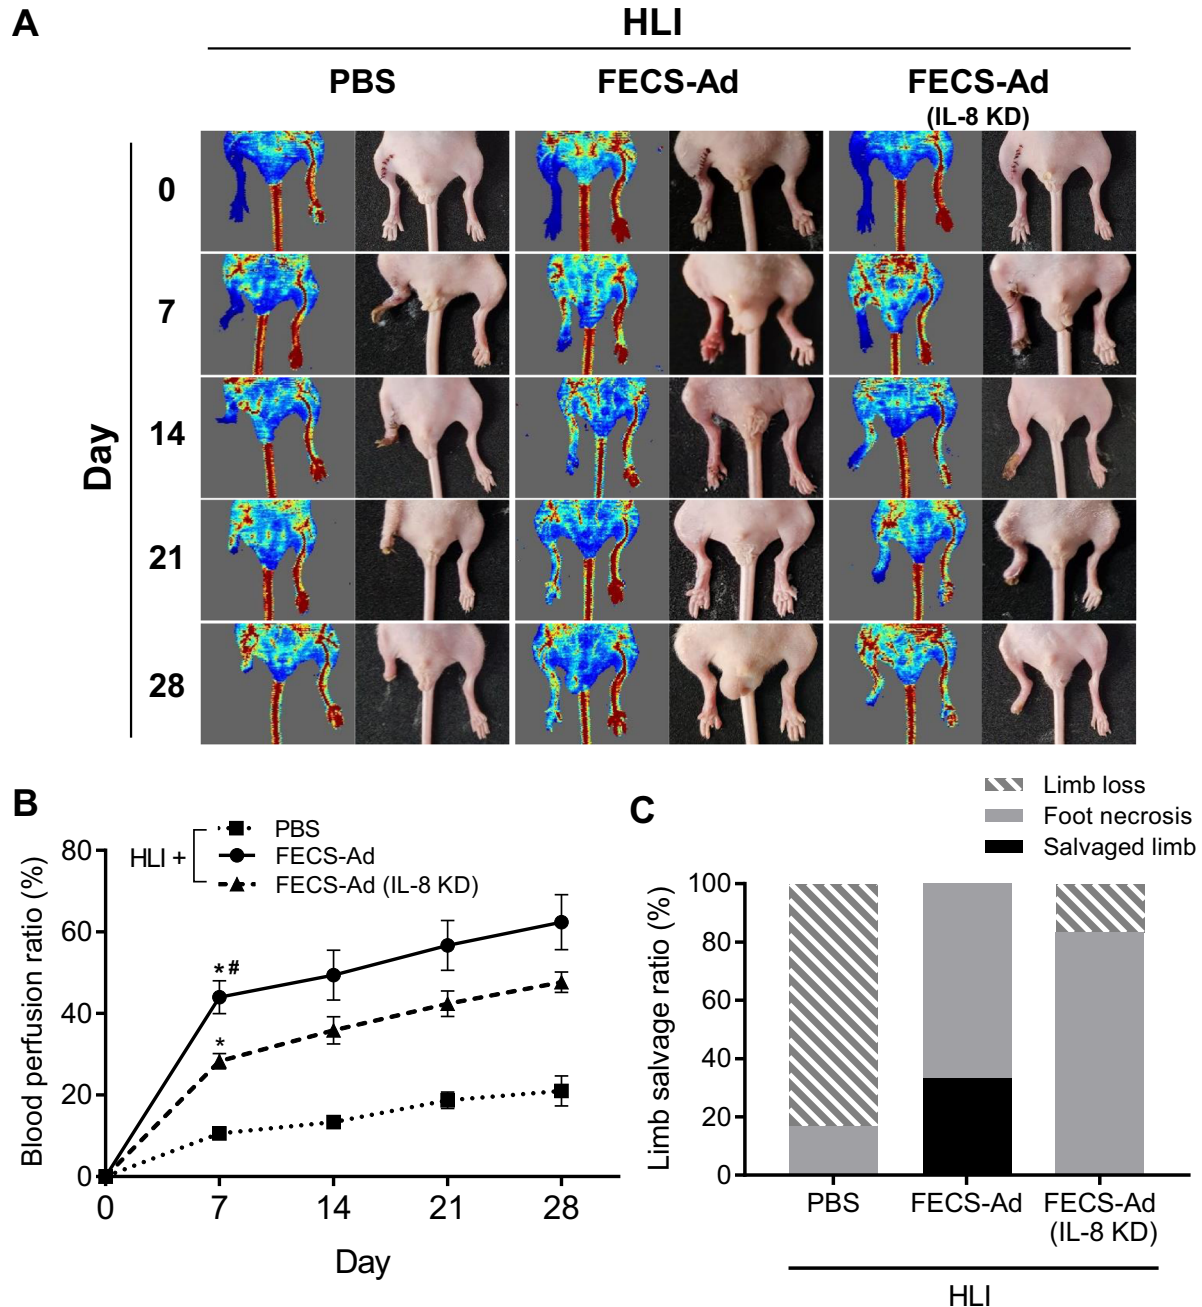 A
HLI
PBS
FECS-Ad
FECS-Ad
(IL-8 KD)
Day
0
7
14
21
28
B
HLI +
PBS
FECS-Ad
FECS-Ad (IL-8 KD)
Blood perfusion ratio (%)
80
60
40
20
0
*#
*
0 7 14 21 28
Day
C
Limb loss
Foot necrosis
Salvaged limb
Limb salvage ratio (%)
100
80
60
40
20
0
PBS FECS-Ad FECS-Ad
(IL-8 KD)
HLI